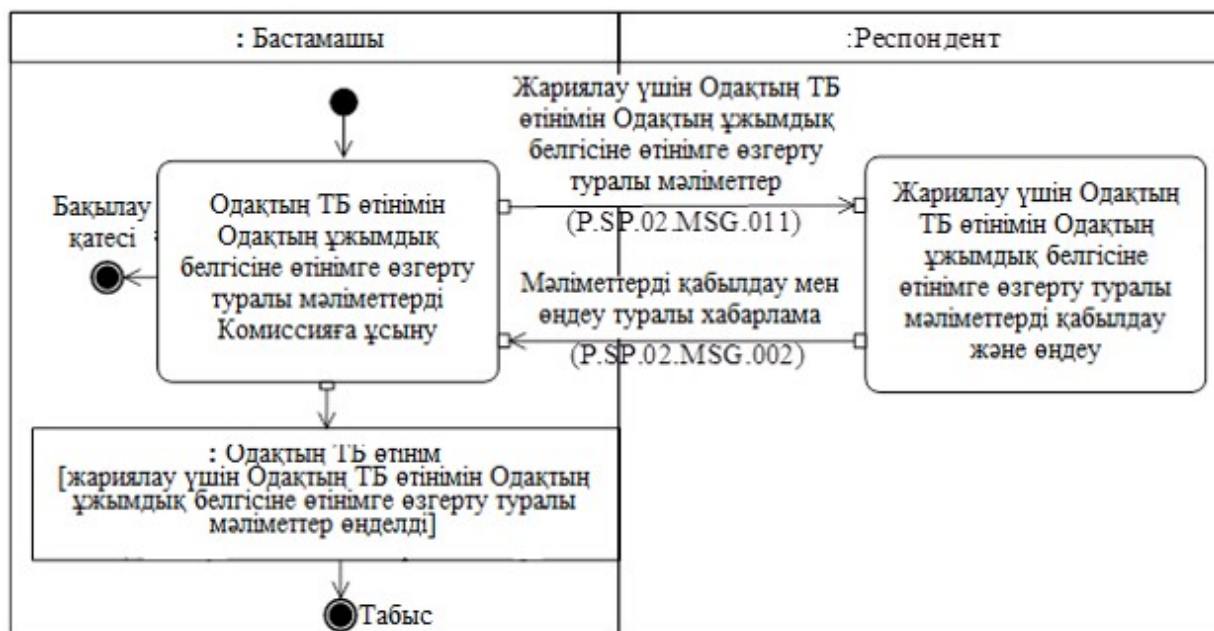 : Бастамашы
:Респондент
Жариялау үшін Одақтың ТБ
өтінімін Одақтың ұжымдық
белгісіне өтінімге өзгерту
туралы мәліметтер
(P.SP.02.MSG.011)
Бақылау
қатесі
Одақтың ТБ өтінімін
Одақтың ұжымдық
белгісіне өтінімге өзгерту
туралы мәліметтерді
Комиссияға ұсыну
Мәліметтерді қабылдау мен
өңдеу туралы хабарлама
(P.SP.02.MSG.002)
Жариялау үшін Одақтың
ТБ өтінімін Одақтың
ұжымдық белгісіне
өтінімге өзгерту туралы
мәліметтерді қабылдау
және өңдеу
: Одақтың ТБ өтінім
[жариялау үшін Одақтың ТБ өтінімін Одақтың
ұжымдық белгісіне өтінімге өзгерту туралы
мәліметтер өңделді]
Табыс